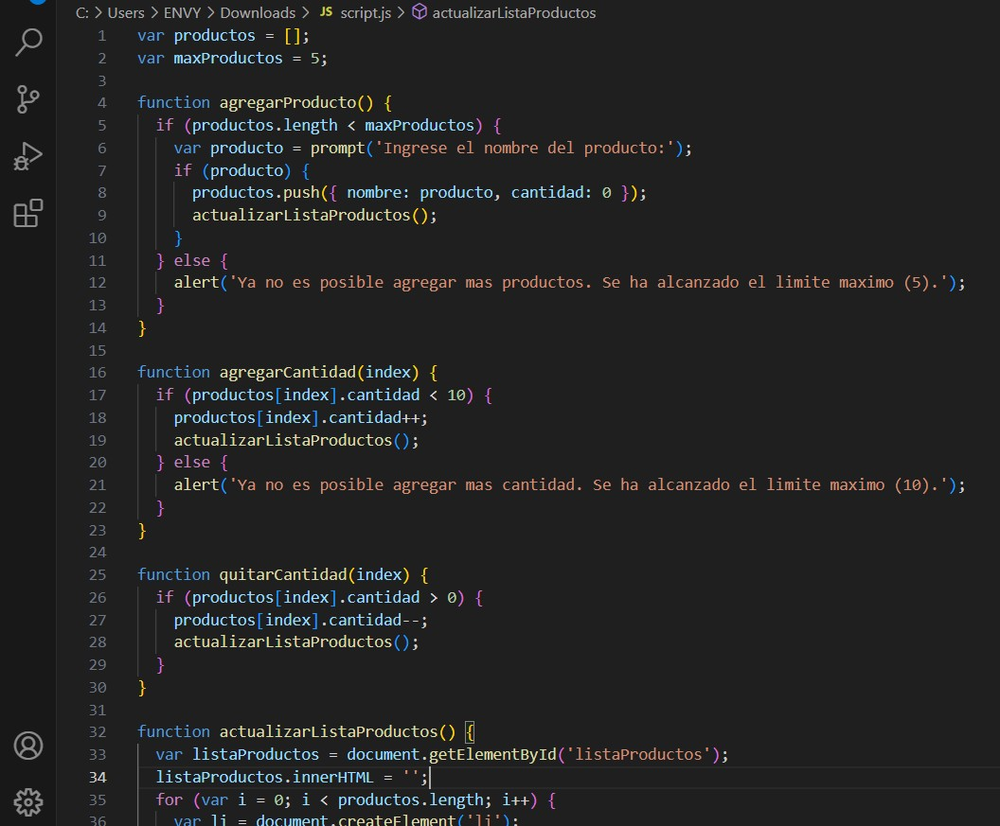 C: > Users > ENVY > Downloads > JS script.js > actualizarListaProductos
1 var productos = [];
2 var maxProductos = 5;
3
4 function agregarProducto() {
5 if (productos.length < maxProductos) {
6 var producto = prompt('Ingrese el nombre del producto:');
7 if (producto) {
8 productos.push({ nombre: producto, cantidad: 0 });
9 actualizarListaProductos();
10 }
11 } else {
12 alert('Ya no es posible agregar mas productos. Se ha alcanzado el limite maximo (5).');
13 }
14 }
15
16 function agregarCantidad(index) {
17 if (productos[index].cantidad < 10) {
18 productos[index].cantidad++;
19 actualizarListaProductos();
20 } else {
21 alert('Ya no es posible agregar mas cantidad. Se ha alcanzado el limite maximo (10).');
22 }
23 }
24
25 function quitarCantidad(index) {
26 if (productos[index].cantidad > 0) {
27 productos[index].cantidad--;
28 actualizarListaProductos();
29 }
30 }
31
32 function actualizarListaProductos() {
33 var listaProductos = document.getElementById('listaProductos');
34 listaProductos.innerHTML = '';
35 for (var i = 0; i < productos.length; i++) {
36 var li = document.createElement('li');